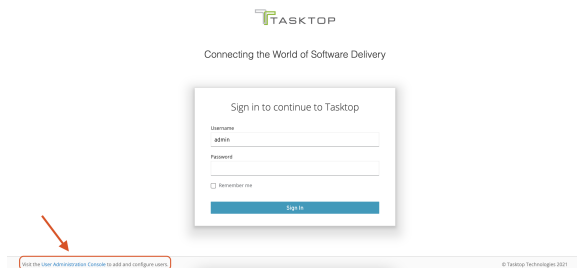 TASKTOP
Connecting the World of Software Delivery
Sign in to continue to Tasktop
Username
admin
Password
Remember me
Sign In
Visit the User Administration Console to add and configure users.
© Tasktop Technologies 2021